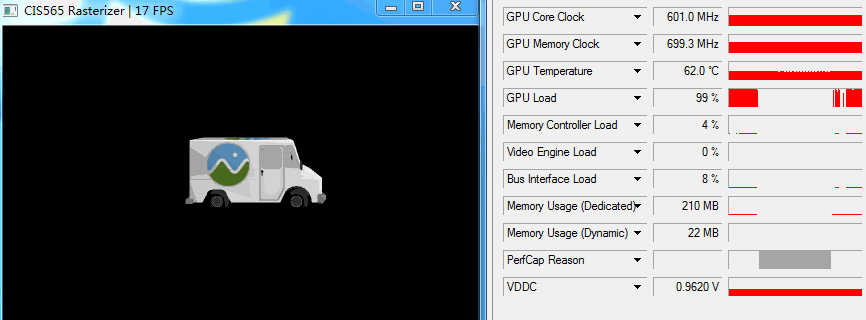 CIS565 Rasterizer | 17 FPS
GPU Core Clock 601.0 MHz
GPU Memory Clock 699.3 MHz
GPU Temperature 62.0 °C
GPU Load 99 %
Memory Controller Load 4 %
Video Engine Load 0 %
Bus Interface Load 8 %
Memory Usage (Dedicated) 210 MB
Memory Usage (Dynamic) 22 MB
PerfCap Reason
VDDC 0.9620 V